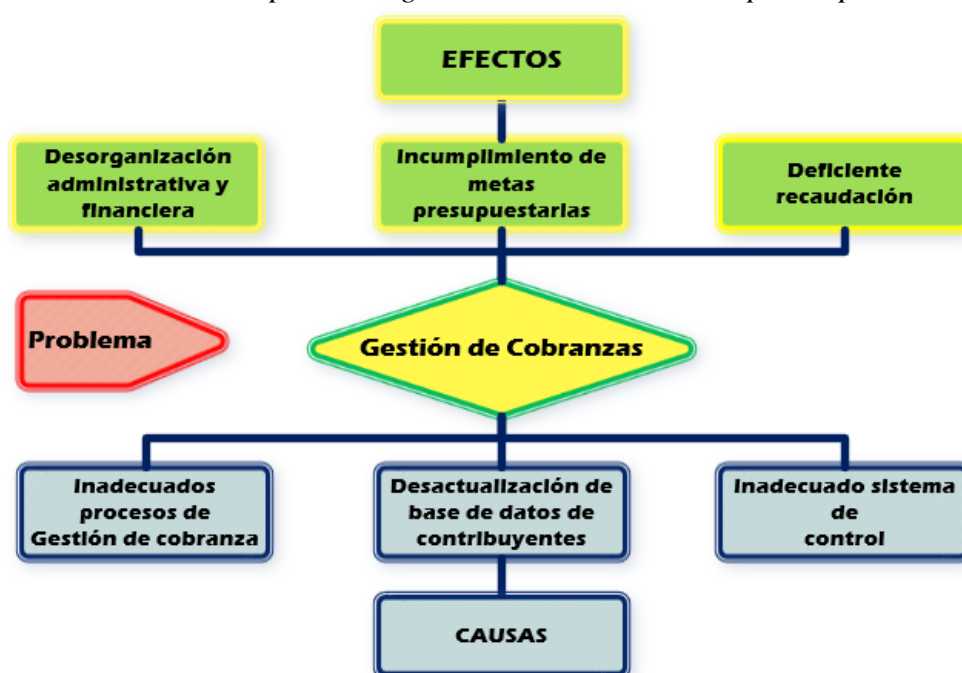 EFECTOS
Desorganización
administrativa y
financiera
Incumplimiento de
metas
presupuestarias
Deficiente
recaudación
Problema
Gestión de Cobranzas
Inadecuados
procesos de
Gestión de cobranza
Desactualización de
base de datos de
contribuyentes
Inadecuado sistema
de
control
CAUSAS